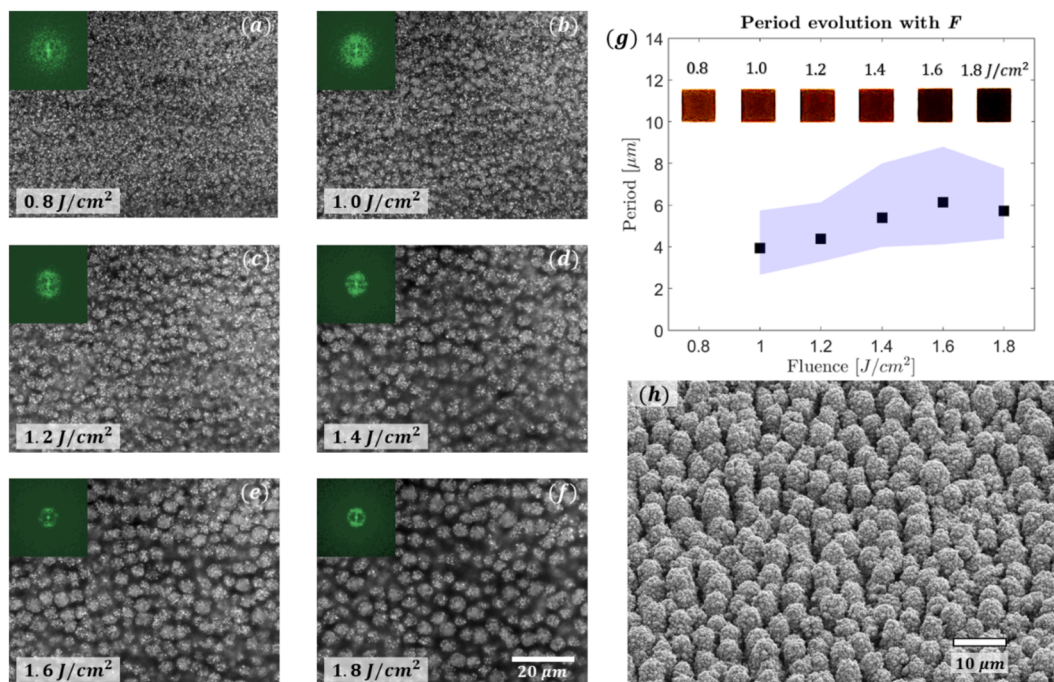 (a)
0.8 J/cm²
(b)
1.0 J/cm²
(c)
1.2 J/cm²
(d)
1.4 J/cm²
(e)
1.6 J/cm²
(f)
1.8 J/cm²
20 μm
(g)
Period evolution with F
14
12
10
8
6
4
2
0
Period [μm]
0.8 1.0 1.2 1.4 1.6 1.8 J/cm²
0.8 1 1.2 1.4 1.6 1.8
Fluence [J/cm²]
(h)
10 μm